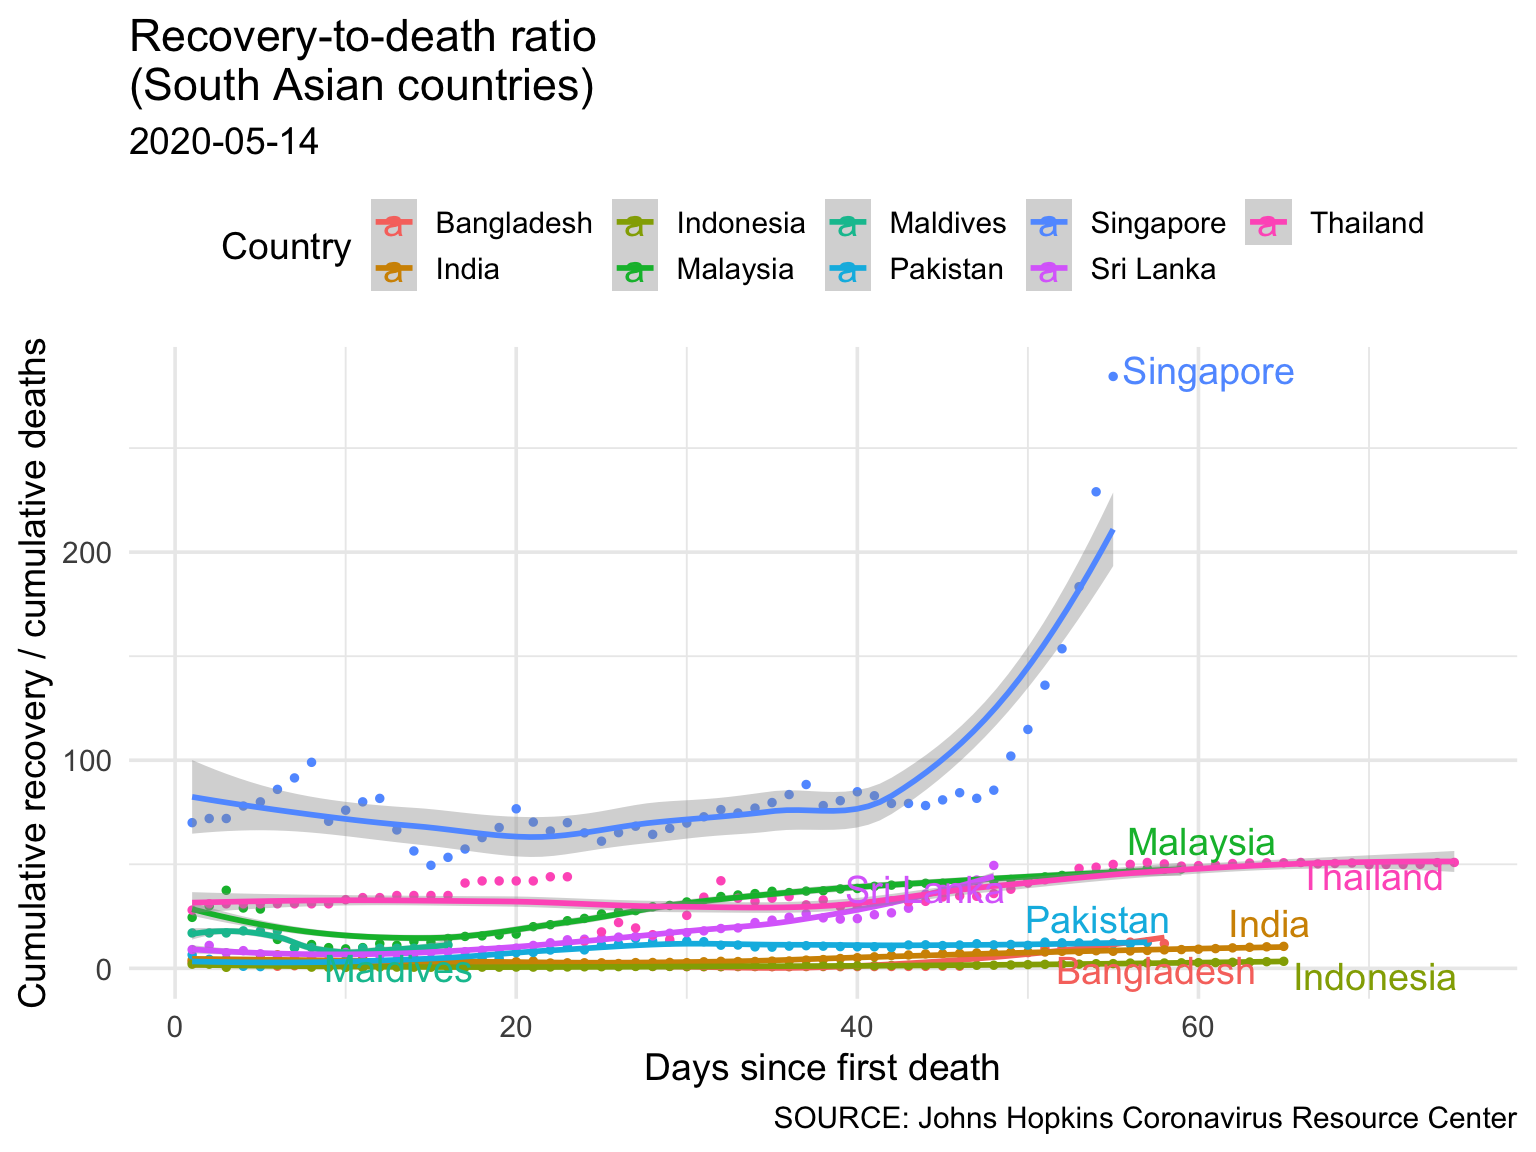 Recovery-to-death ratio
(South Asian countries)
2020-05-14
Country
a Bangladesh a Indonesia a Maldives a Singapore a Thailand
a India a Malaysia a Pakistan a Sri Lanka
Cumulative recovery / cumulative deaths
200
100
0
Singapore
Malaysia
Thailand
Sri Lanka
Pakistan
India
Bangladesh
Indonesia
Maldives
0 20 40 60
Days since first death
SOURCE: Johns Hopkins Coronavirus Resource Center